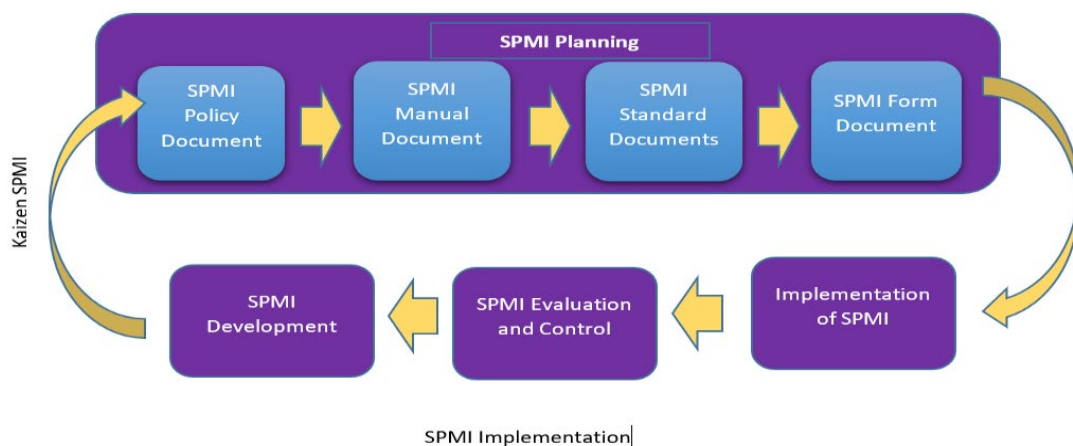 SPMI Planning
SPMI
Policy
Document
SPMI
Manual
Document
SPMI
Standard
Documents
SPMI Form
Document
Kaizen SPMI
SPMI
Development
SPMI Evaluation
and Control
Implementation
of SPMI
SPMI Implementation